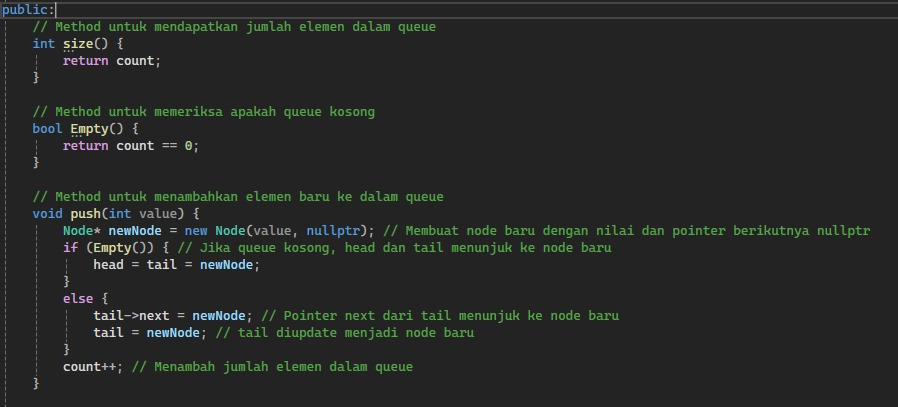 public:
// Method untuk mendapatkan jumlah elemen dalam queue
int size() {
return count;
}
// Method untuk memeriksa apakah queue kosong
bool Empty() {
return count == 0;
}
// Method untuk menambahkan elemen baru ke dalam queue
void push(int value) {
Node* newNode = new Node(value, nullptr); // Membuat node baru dengan nilai dan pointer berikutnya nullptr
if (Empty()) { // Jika queue kosong, head dan tail menunjuk ke node baru
head = tail = newNode;
}
else {
tail->next = newNode; // Pointer next dari tail menunjuk ke node baru
tail = newNode; // tail diupdate menjadi node baru
}
count++; // Menambah jumlah elemen dalam queue
}